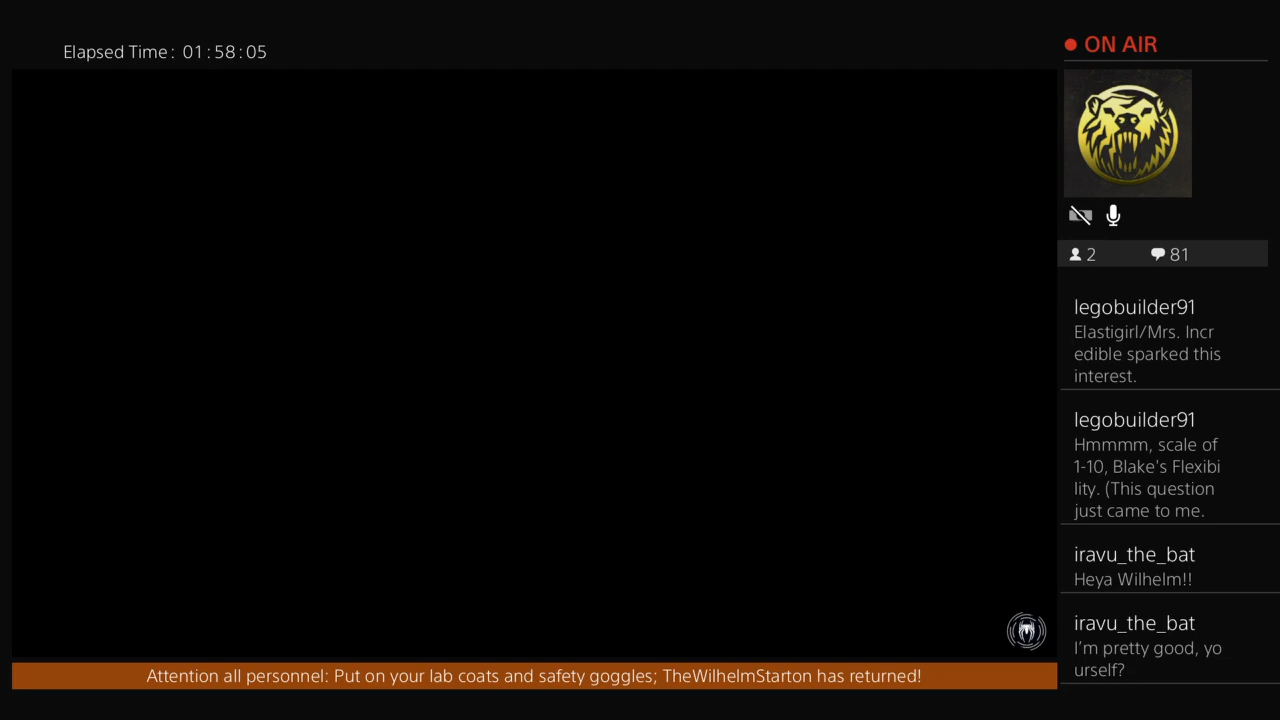 Elapsed Time: 01:58:05
ON AIR
2
81
legobuilder91
Elastigirl/Mrs. Incr
edible sparked this
interest.
legobuilder91
Hmmmm, scale of
1-10, Blake's Flexibi
lity. (This question
just came to me.
iravu_the_bat
Heya Wilhelm!!
iravu_the_bat
I'm pretty good, yo
urself?
Attention all personnel: Put on your lab coats and safety goggles; TheWilhelmStarton has returned!